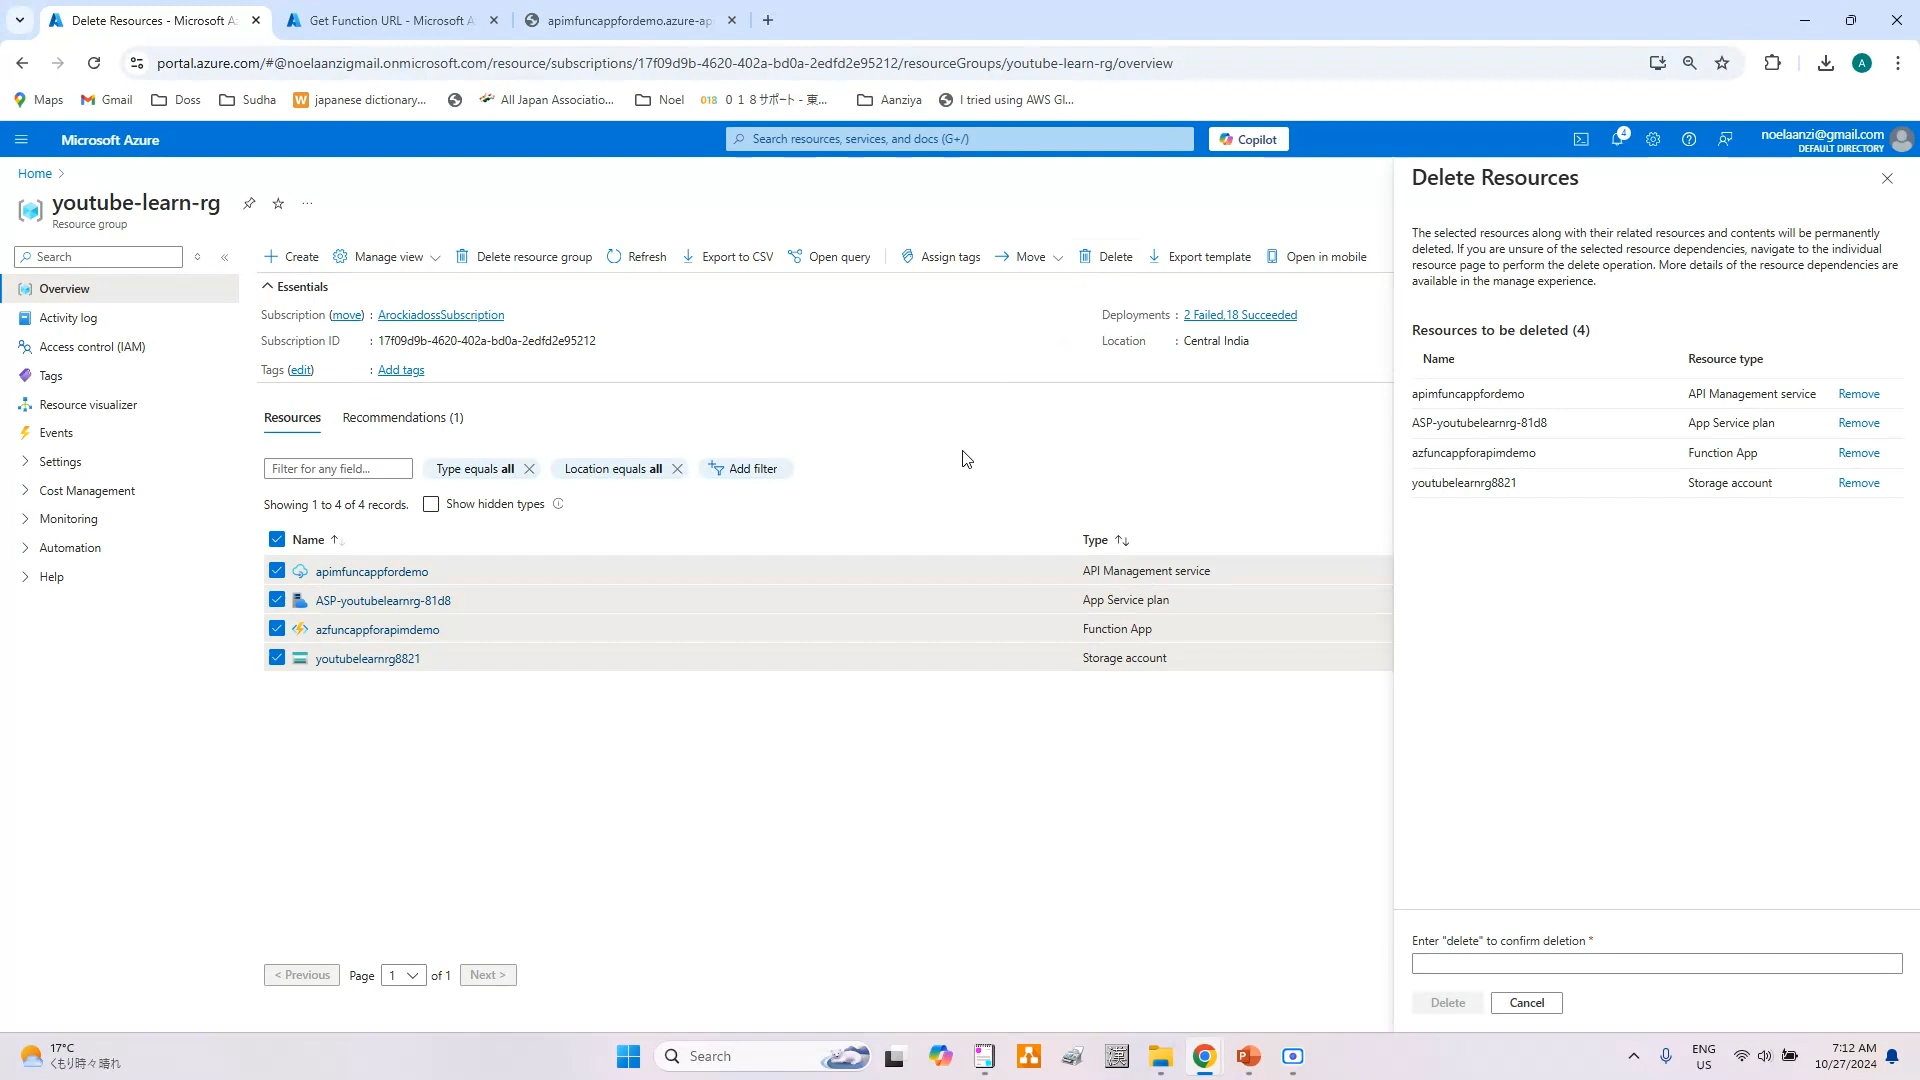 Delete Resources - Microsoft A
Get Function URL - Microsoft A
apimfuncappfordemo.azure-ap
portal.azure.com/#@noelaanzigmail.onmicrosoft.com/resource/subscriptions/17f09d9b-4620-402a-bd0a-2edfd2e95212/resourceGroups/youtube-learn-rg/overview
A
Maps
Gmail
Doss
Sudha
W japanese dictionary...
All Japan Associatio...
Noel
018 ０１８サポート - 東...
Aanziya
I tried using AWS Gl...
Microsoft Azure
Search resources, services, and docs (G+/)
Copilot
4
noelaanzi@gmail.com
DEFAULT DIRECTORY
Home
youtube-learn-rg
Resource group
Search
Overview
Activity log
Access control (IAM)
Tags
Resource visualizer
Events
Settings
Cost Management
Monitoring
Automation
Help
Create
Manage view
Delete resource group
Refresh
Export to CSV
Open query
Assign tags
Move
Delete
Export template
Open in mobile
Essentials
Subscription (move) : ArockiadossSubscription
Subscription ID : 17f09d9b-4620-402a-bd0a-2edfd2e95212
Tags (edit) : Add tags
Deployments : 2 Failed,18 Succeeded
Location : Central India
Resources
Recommendations (1)
Filter for any field...
Type equals all
Location equals all
Add filter
Showing 1 to 4 of 4 records.
Show hidden types
Name
Type
apimfuncappfordemo
API Management service
ASP-youtubelearnrg-81d8
App Service plan
azfuncappforapimdemo
Function App
youtubelearnrg8821
Storage account
< Previous
Page 1 of 1
Next >
Delete Resources
The selected resources along with their related resources and contents will be permanently
deleted. If you are unsure of the selected resource dependencies, navigate to the individual
resource page to perform the delete operation. More details of the resource dependencies are
available in the manage experience.
Resources to be deleted (4)
Name
Resource type
apimfuncappfordemo
API Management service
Remove
ASP-youtubelearnrg-81d8
App Service plan
Remove
azfuncappforapimdemo
Function App
Remove
youtubelearnrg8821
Storage account
Remove
Enter "delete" to confirm deletion *
Delete
Cancel
17°C
くもり時々晴れ
Search
漢
ENG
US
7:12 AM
10/27/2024